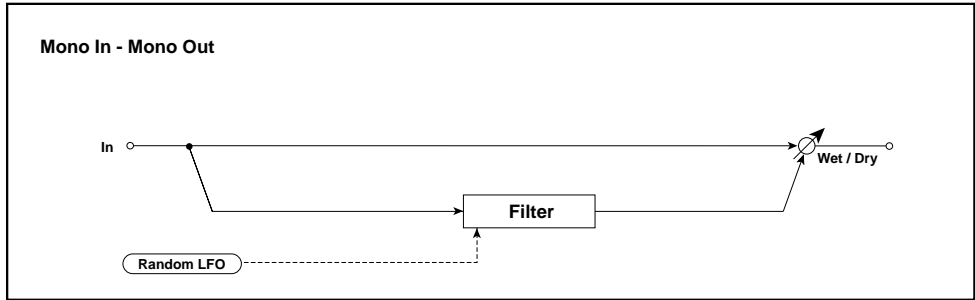 Mono In - Mono Out
In
Wet / Dry
Filter
Random LFO